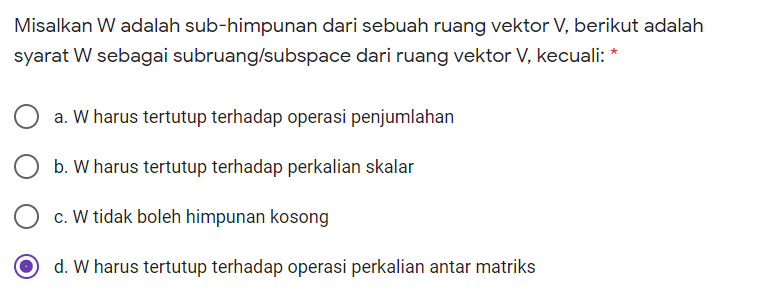 Misalkan W adalah sub-himpunan dari sebuah ruang vektor V, berikut adalah
syarat W sebagai subruang/subspace dari ruang vektor V, kecuali: *
a. W harus tertutup terhadap operasi penjumlahan
b. W harus tertutup terhadap perkalian skalar
c. W tidak boleh himpunan kosong
d. W harus tertutup terhadap operasi perkalian antar matriks